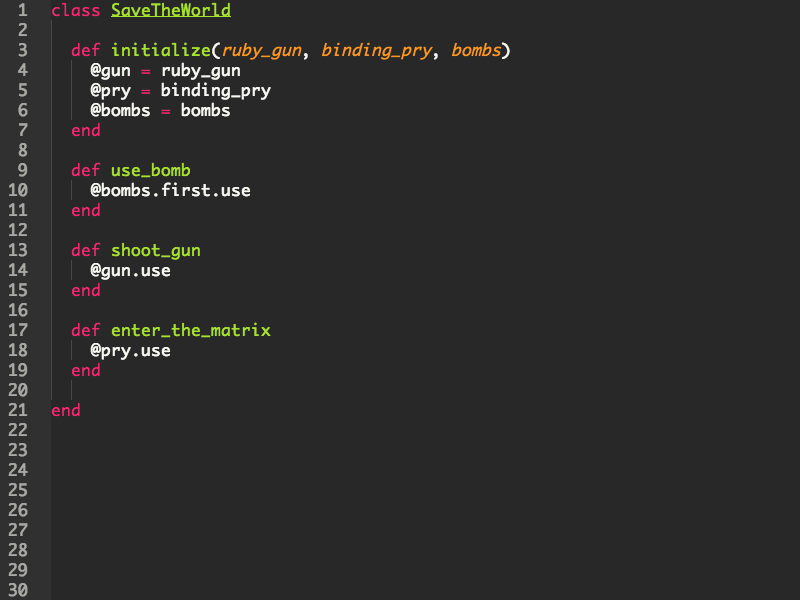 1 class SaveTheWorld
2
3   def initialize(ruby_gun, binding_pry, bombs)
4     @gun = ruby_gun
5     @pry = binding_pry
6     @bombs = bombs
7   end
8
9   def use_bomb
10     @bombs.first.use
11   end
12
13   def shoot_gun
14     @gun.use
15   end
16
17   def enter_the_matrix
18     @pry.use
19   end
20
21 end
22
23
24
25
26
27
28
29
30